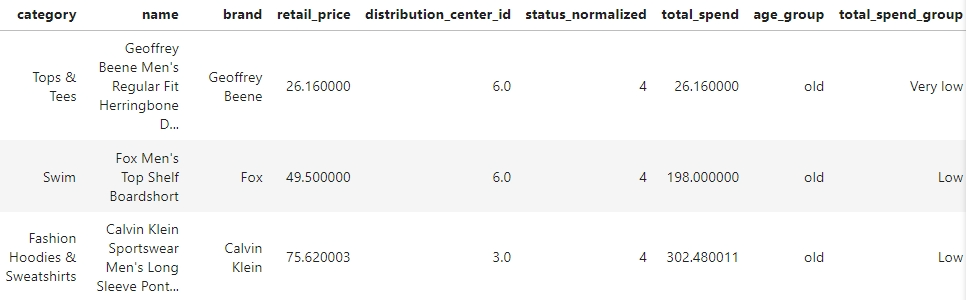 category name brand retail_price distribution_center_id status_normalized total_spend age_group total_spend_group
Geoffrey
Beene Men's
Tops & Tees
Regular Fit
Herringbone
D...
Geoffrey
Beene
26.160000 6.0 4 26.160000 old Very low
Fox Men's
Top Shelf
Boardshort
Swim Fox 49.500000 6.0 4 198.000000 old Low
Fashion
Hoodies &
Sweatshirts
Calvin Klein
Sportswear
Men's Long
Sleeve Pont...
Calvin
Klein
75.620003 3.0 4 302.480011 old Low